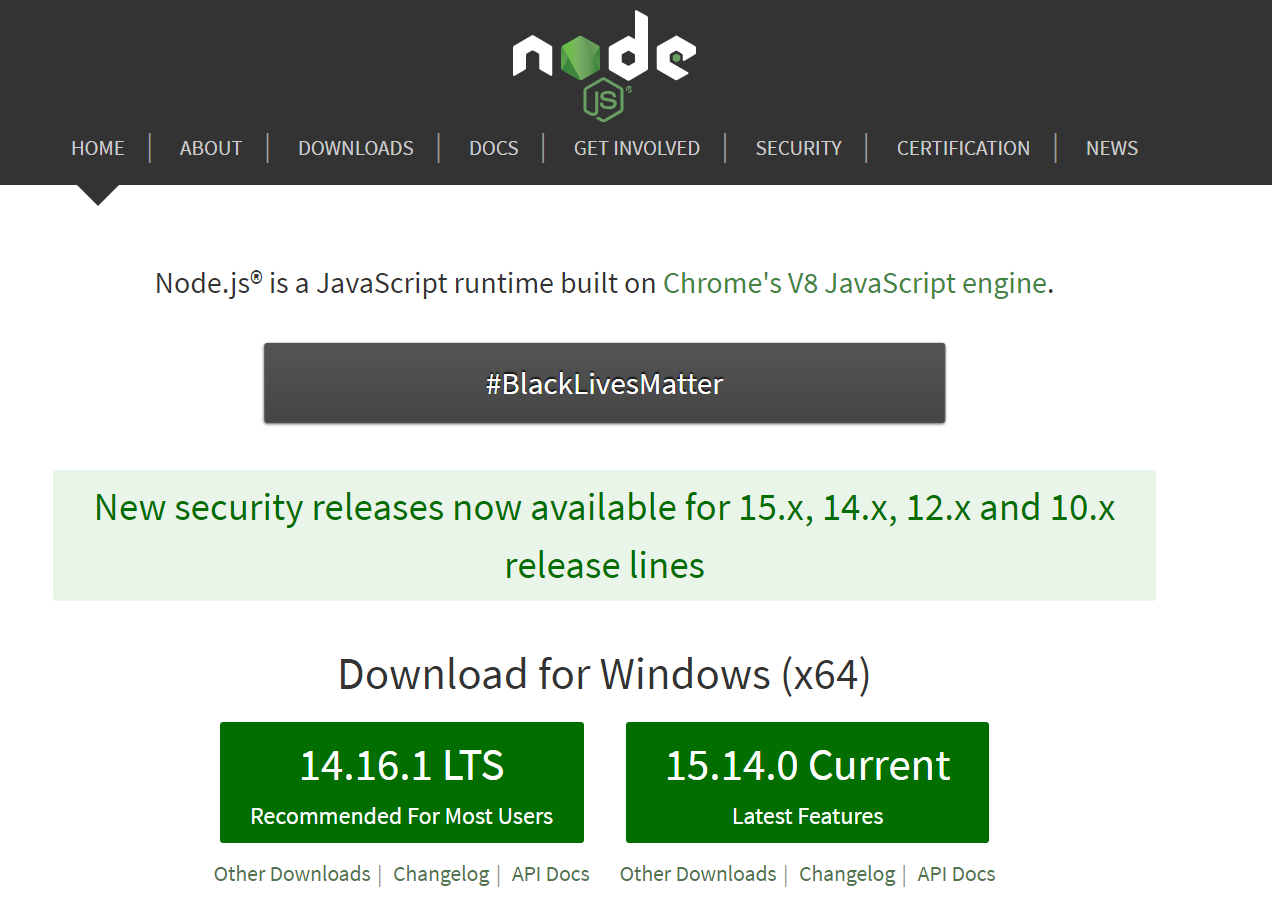 node
JS®
HOME | ABOUT | DOWNLOADS | DOCS | GET INVOLVED | SECURITY | CERTIFICATION | NEWS
Node.js® is a JavaScript runtime built on Chrome's V8 JavaScript engine.
#BlackLivesMatter
New security releases now available for 15.x, 14.x, 12.x and 10.x
release lines
Download for Windows (x64)
14.16.1 LTS
Recommended For Most Users
15.14.0 Current
Latest Features
Other Downloads | Changelog | API Docs
Other Downloads | Changelog | API Docs